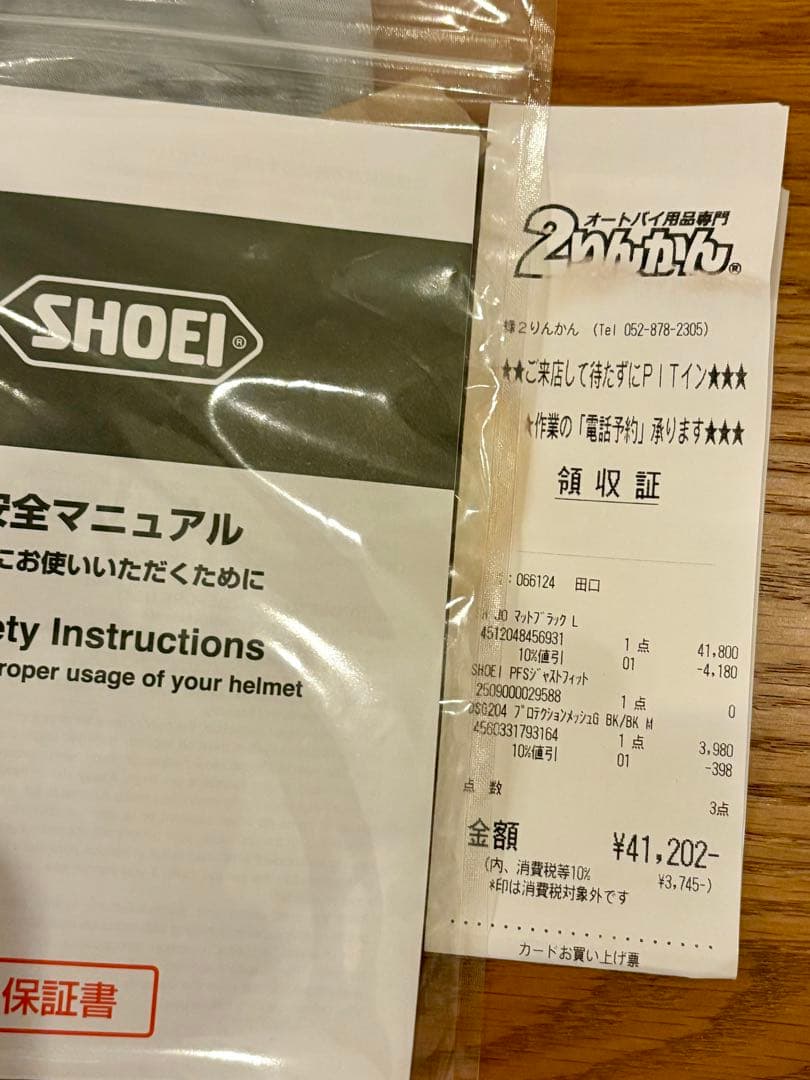 SHOEI®
安全マニュアル
にお使いいただくために
ety Instructions
roper usage of your helmet
保証書
オートバイ用品専門
2りんかん®
緑2りんかん (Tel 052-878-2305)
★★ご来店して待たずにPITイン★★★
★作業の「電話予約」承ります★★★
領収証
:066124 田口
JO マットブラック L
4512048456931 1点 41,800
10%値引 01 -4,180
SHOEI PFSジャストフィット
2509000029588 1点 0
DSG204 プロテクションメッシュG BK/BK M
4560331793164 1点 3,980
10%値引 01 -398
点 数 3点
金額 ¥41,202-
(内、消費税等10% ¥3,745-)
*印は消費税対象外です
カードお買い上げ票